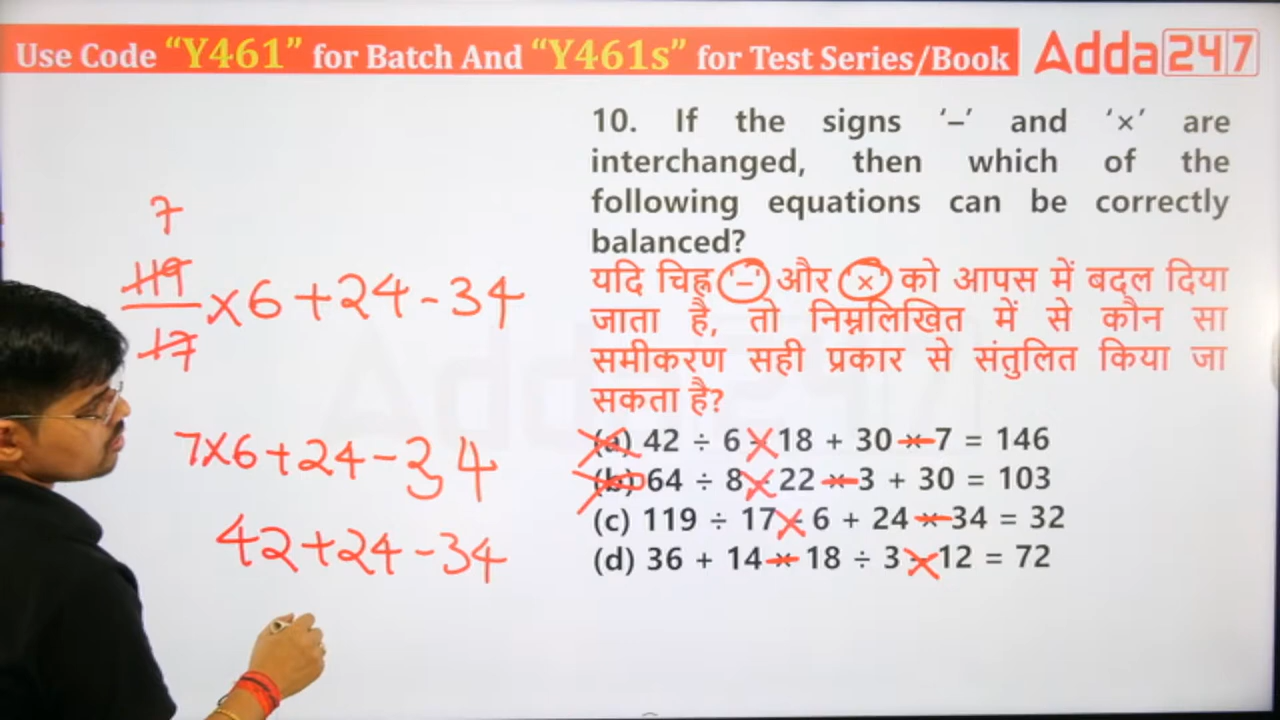 Use Code “Y461” for Batch And “Y461s” for Test Series/Book
Adda247
10. If the signs ‘–’ and ‘×’ are
interchanged, then which of the
following equations can be correctly
balanced?
यदि चिह्न ‘–’ और ‘×’ को आपस में बदल दिया
जाता है, तो निम्नलिखित में से कौन सा
समीकरण सही प्रकार से संतुलित किया जा
सकता है?
(a) 42 ÷ 6 - 18 + 30 × 7 = 146
(b) 64 ÷ 8 - 22 × 3 + 30 = 103
(c) 119 ÷ 17 - 6 + 24 × 34 = 32
(d) 36 + 14 × 18 ÷ 3 - 12 = 72
7
119
×6+24-34
17
7×6+24-34
42+24-34